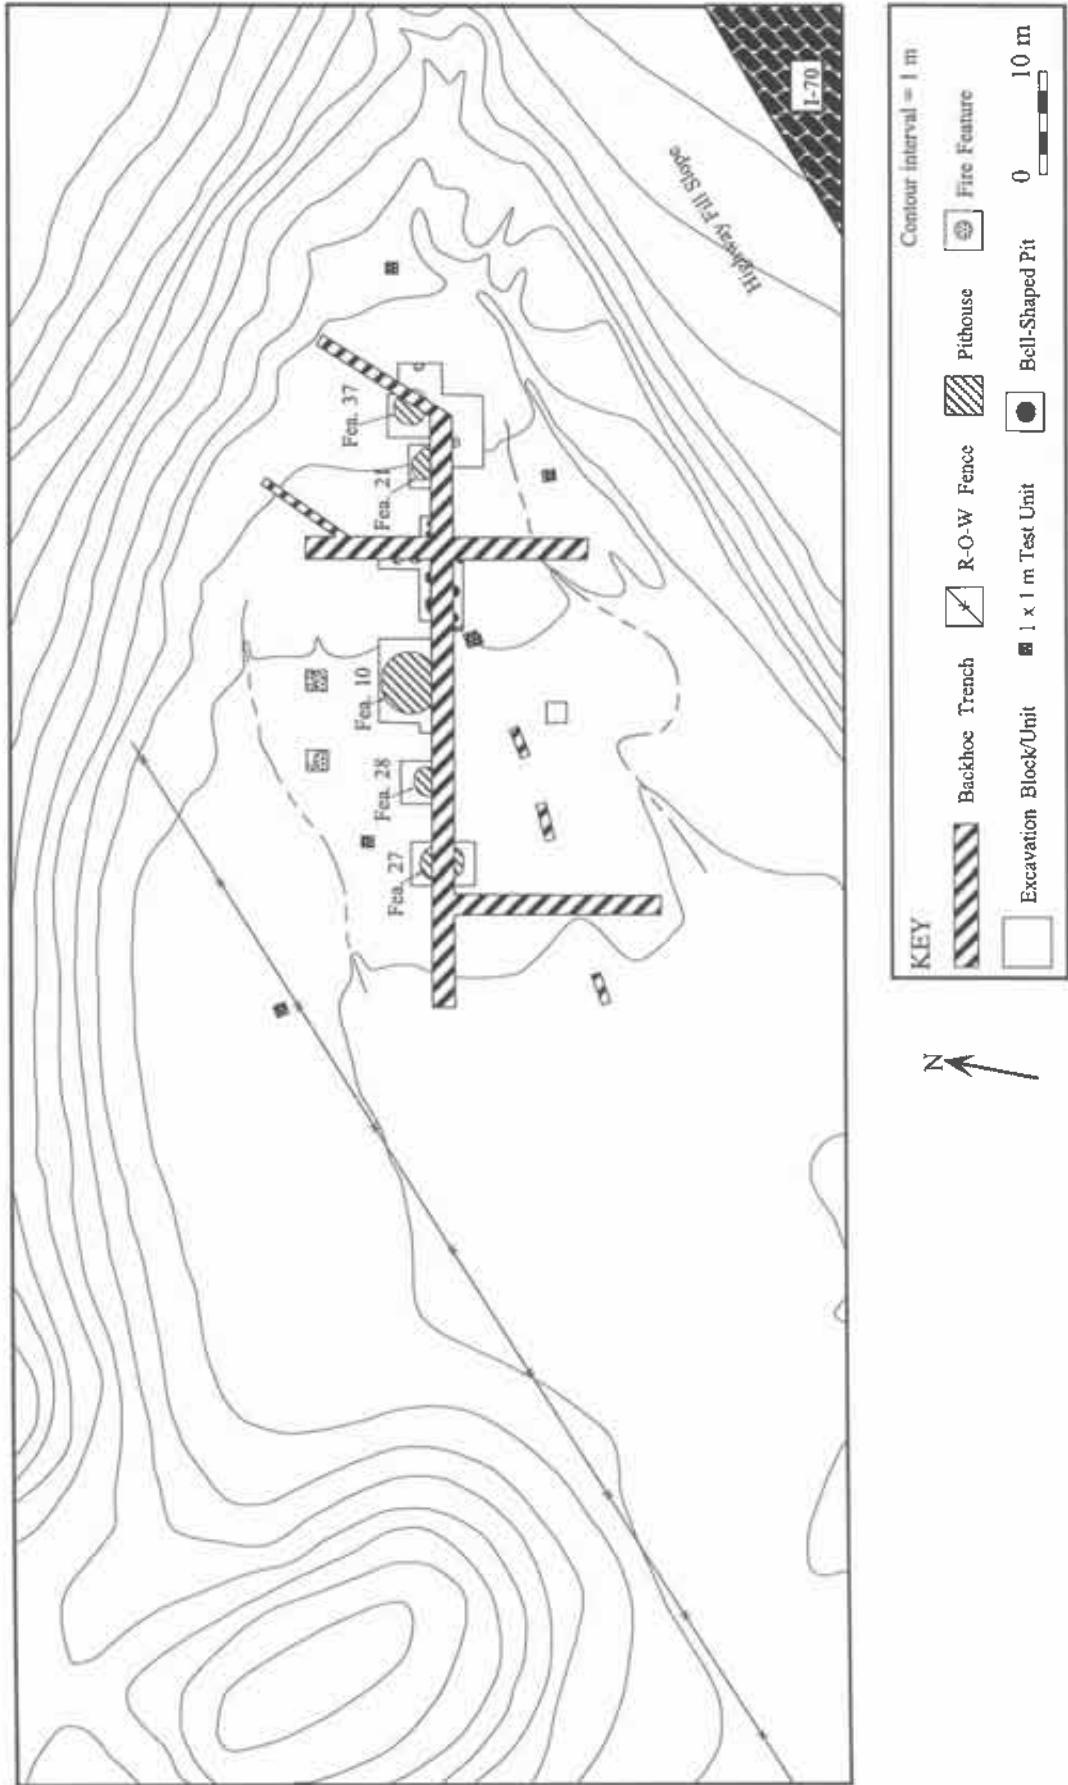 I-70
Highway Fill Slope
Fea. 37
Fea. 21
Fea. 10
Fea. 28
Fea. 27
KEY
Contour interval = 1 m
Backhoe Trench
R-O-W Fence
Pithouse
Fire Feature
Excavation Block/Unit
1 x 1 m Test Unit
Bell-Shaped Pit
0 10 m
N